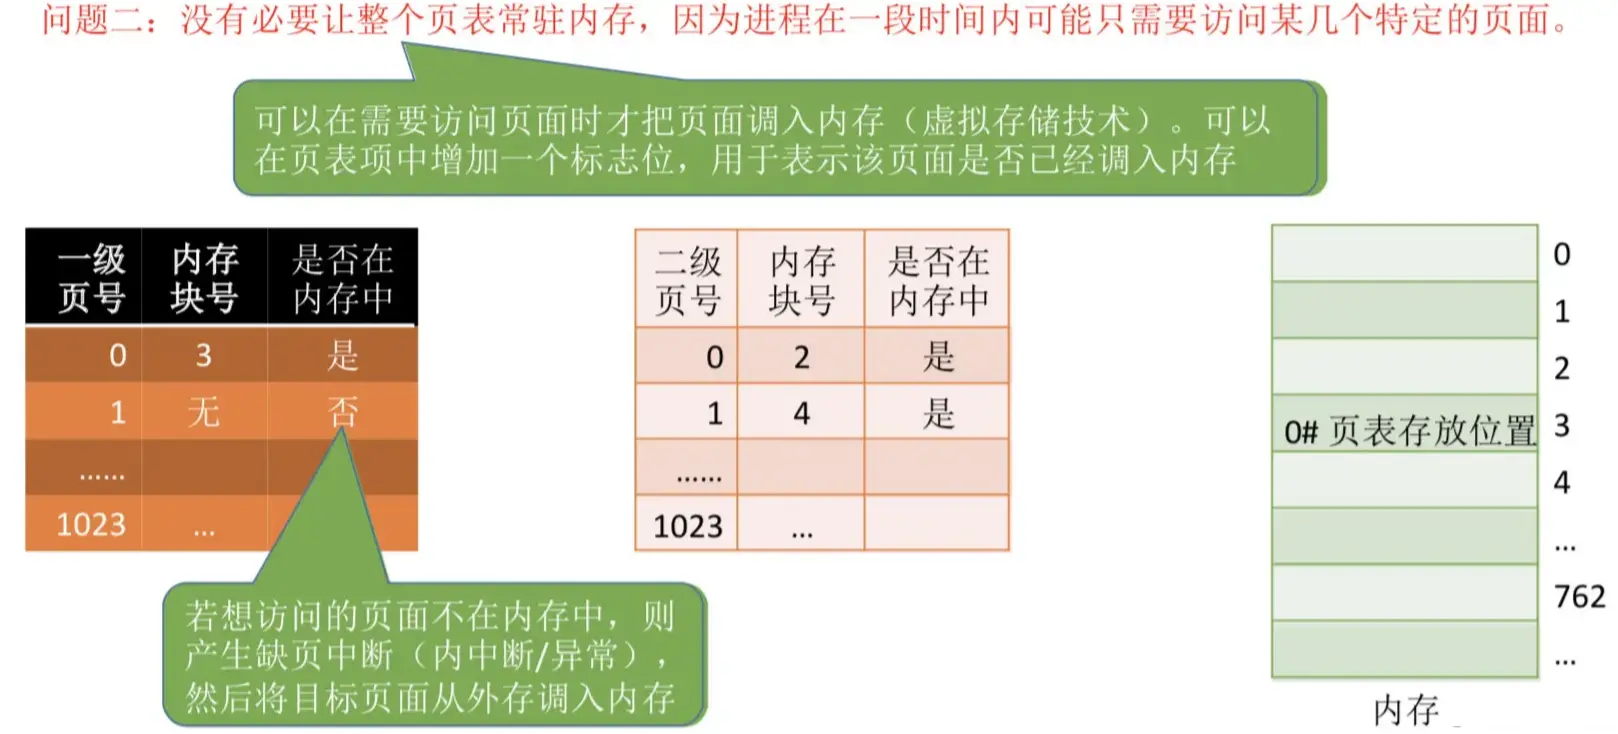 问题二：没有必要让整个页表常驻内存，因为进程在一段时间内可能只需要访问某几个特定的页面。
可以在需要访问页面时才把页面调入内存（虚拟存储技术）。可以
在页表项中增加一个标志位，用于表示该页面是否已经调入内存
一级页号 内存块号 是否在内存中
0 3 是
1 无 否
......
1023 ...
若想访问的页面不在内存中，则
产生缺页中断（内中断/异常），
然后将目标页面从外存调入内存
二级页号 内存块号 是否在内存中
0 2 是
1 4 是
......
1023 ...
0
1
2
0# 页表存放位置 3
4
...
762
...
内存